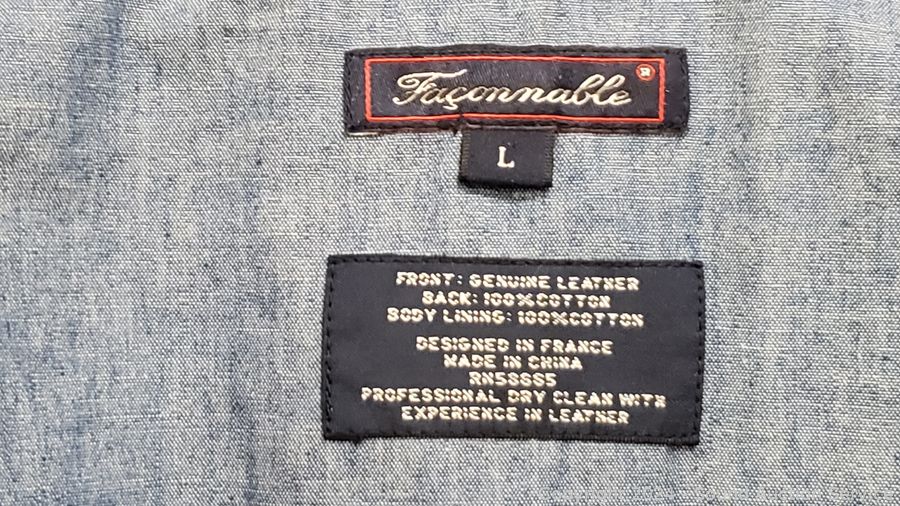 Façonnable ®
L
FRONT: GENUINE LEATHER
BACK: 100%COTTON
BODY LINING: 100%COTTON
DESIGNED IN FRANCE
MADE IN CHINA
PROFESSIONAL DRY CLEAN WITH
EXPERIENCE IN LEATHER